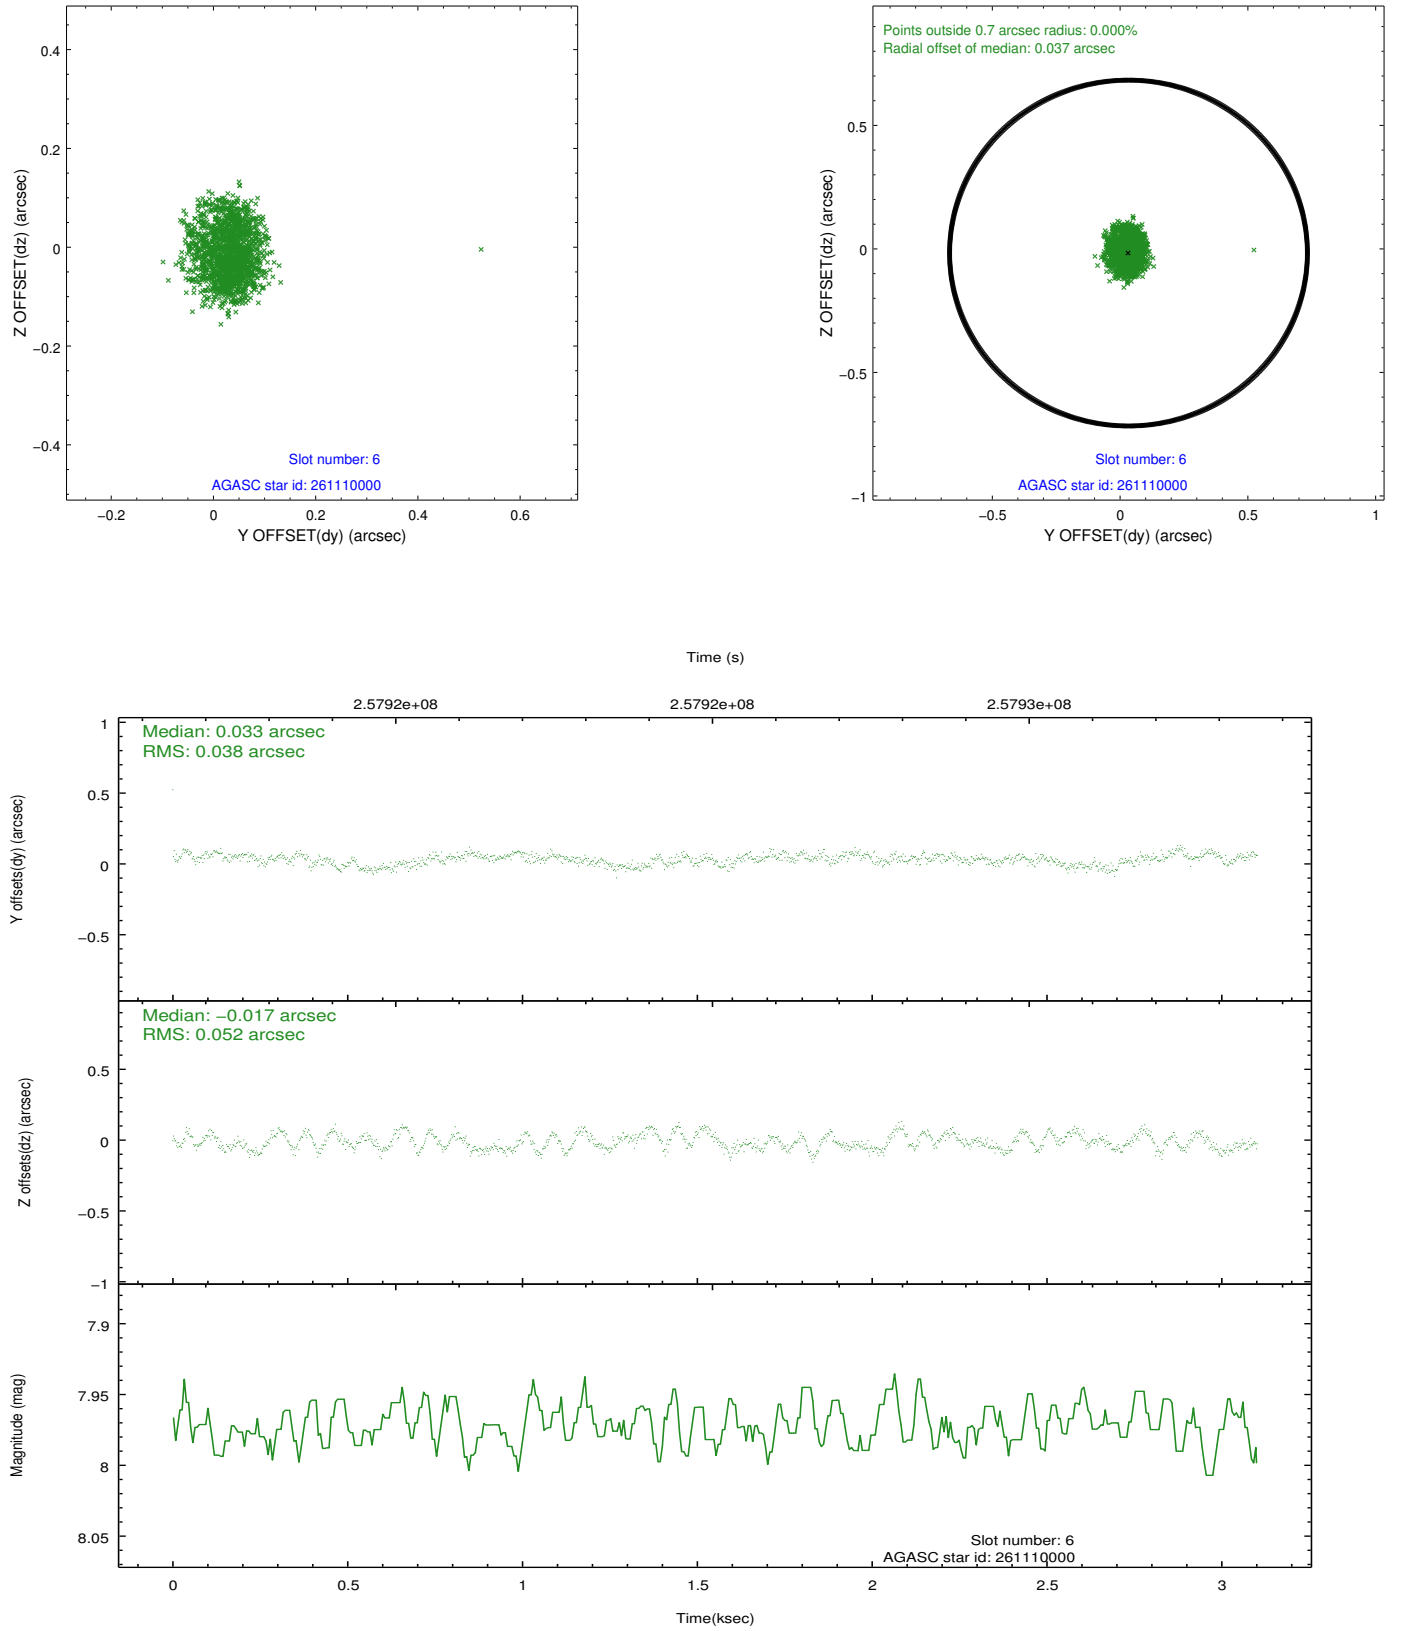 0.4
0.2
0
−0.2
−0.4
Z OFFSET(dz) (arcsec)
Slot number: 6
AGASC star id: 261110000
−0.2 0 0.2 0.4 0.6
Y OFFSET(dy) (arcsec)
Points outside 0.7 arcsec radius: 0.000%
Radial offset of median: 0.037 arcsec
0.5
0
−0.5
−1
Z OFFSET(dz) (arcsec)
Slot number: 6
AGASC star id: 261110000
−0.5 0 0.5 1
Y OFFSET(dy) (arcsec)
Time (s)
2.5792e+08 2.5792e+08 2.5793e+08
Median: 0.033 arcsec
RMS: 0.038 arcsec
1
0.5
0
−0.5
Y offsets(dy) (arcsec)
Median: −0.017 arcsec
RMS: 0.052 arcsec
0.5
0
−0.5
−1
Z offsets(dz) (arcsec)
7.9
7.95
8
8.05
Magnitude (mag)
Slot number: 6
AGASC star id: 261110000
0 0.5 1 1.5 2 2.5 3
Time(ksec)